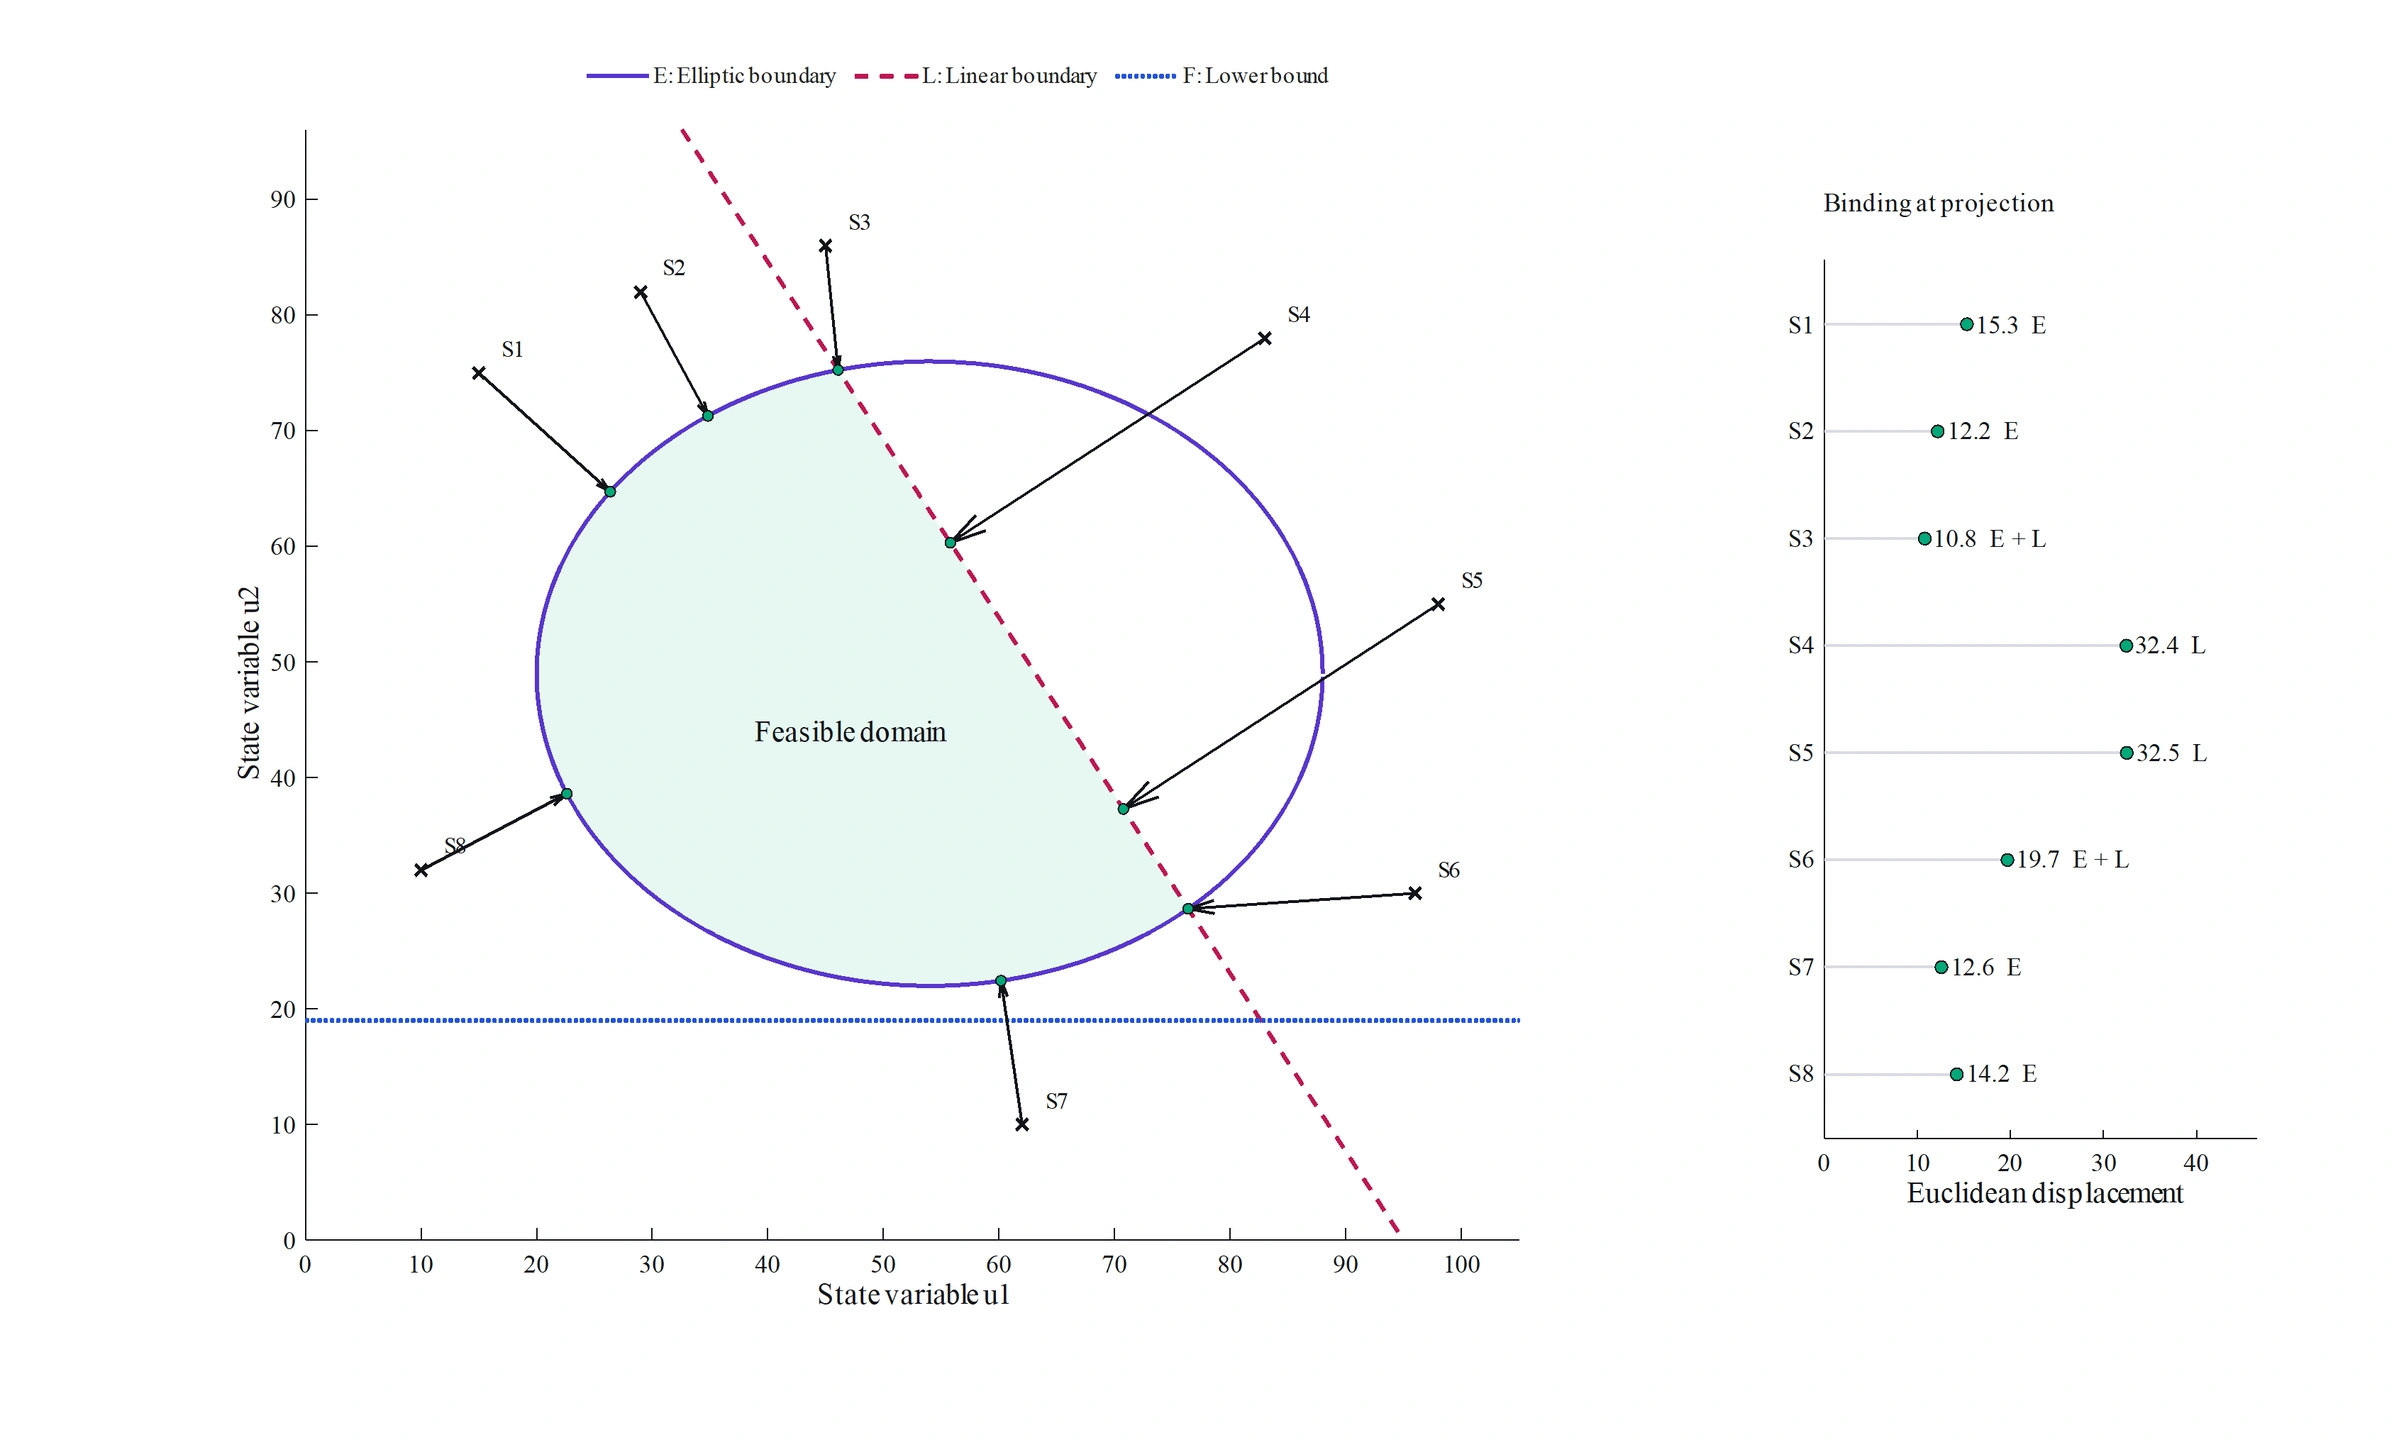 E: Elliptic boundary
L: Linear boundary
F: Lower bound
90
80
70
60
50
40
30
20
10
0
State variable u2
S1
S2
S3
S4
S5
S6
S7
S8
Feasible domain
0
10
20
30
40
50
60
70
80
90
100
State variable u1
Binding at projection
S1
15.3 E
S2
12.2 E
S3
10.8 E + L
S4
32.4 L
S5
32.5 L
S6
19.7 E + L
S7
12.6 E
S8
14.2 E
0
10
20
30
40
Euclidean displacement